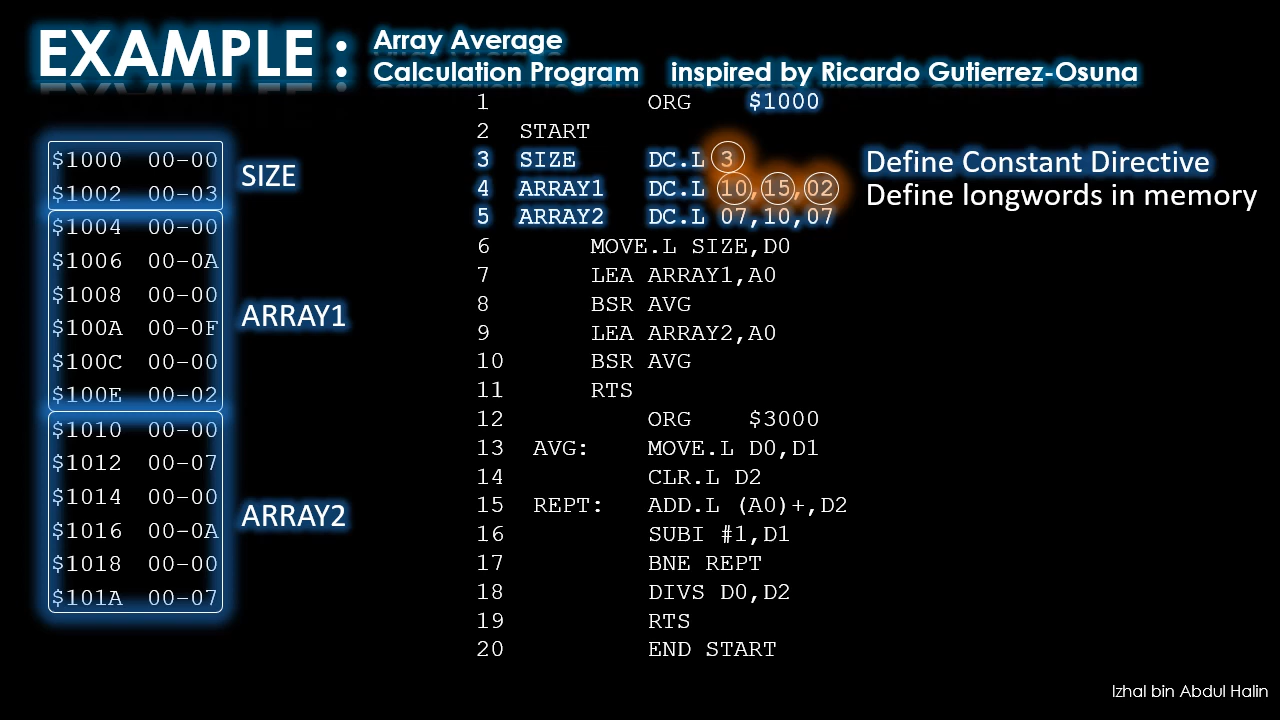 EXAMPLE :
Array Average
Calculation Program inspired by Ricardo Gutierrez-Osuna
$1000 00-00
$1002 00-03
SIZE
$1004 00-00
$1006 00-0A
$1008 00-00
$100A 00-0F
$100C 00-00
$100E 00-02
ARRAY1
$1010 00-00
$1012 00-07
$1014 00-00
$1016 00-0A
$1018 00-00
$101A 00-07
ARRAY2
1 ORG $1000
2 START
3 SIZE DC.L 3
4 ARRAY1 DC.L 10,15,02
5 ARRAY2 DC.L 07,10,07
6 MOVE.L SIZE,D0
7 LEA ARRAY1,A0
8 BSR AVG
9 LEA ARRAY2,A0
10 BSR AVG
11 RTS
12 ORG $3000
13 AVG: MOVE.L D0,D1
14 CLR.L D2
15 REPT: ADD.L (A0)+,D2
16 SUBI #1,D1
17 BNE REPT
18 DIVS D0,D2
19 RTS
20 END START
Define Constant Directive
Define longwords in memory
Izhal bin Abdul Halin